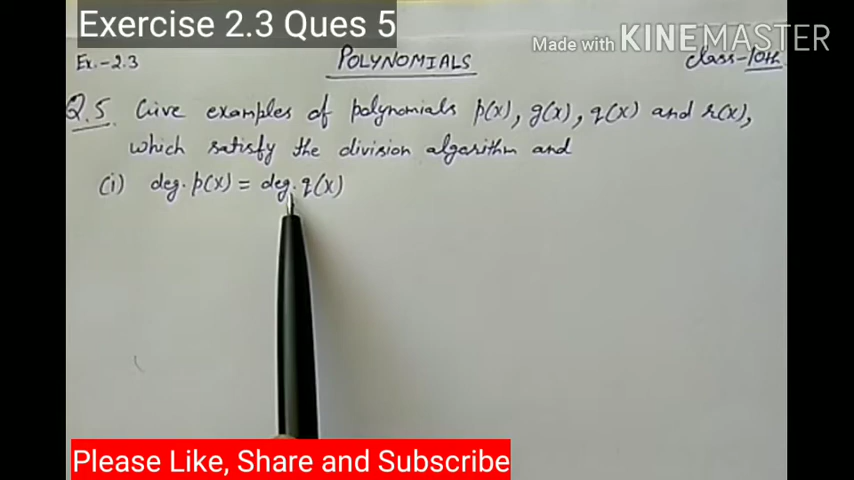 Exercise 2.3 Ques 5
Made with KINEMASTER
Ex.-2.3 POLYNOMIALS class-10th.
Q.5. Give examples of polynomials p(x), g(x), q(x) and r(x),
which satisfy the division algorithm and
(i) deg. p(x) = deg. q(x)
Please Like, Share and Subscribe